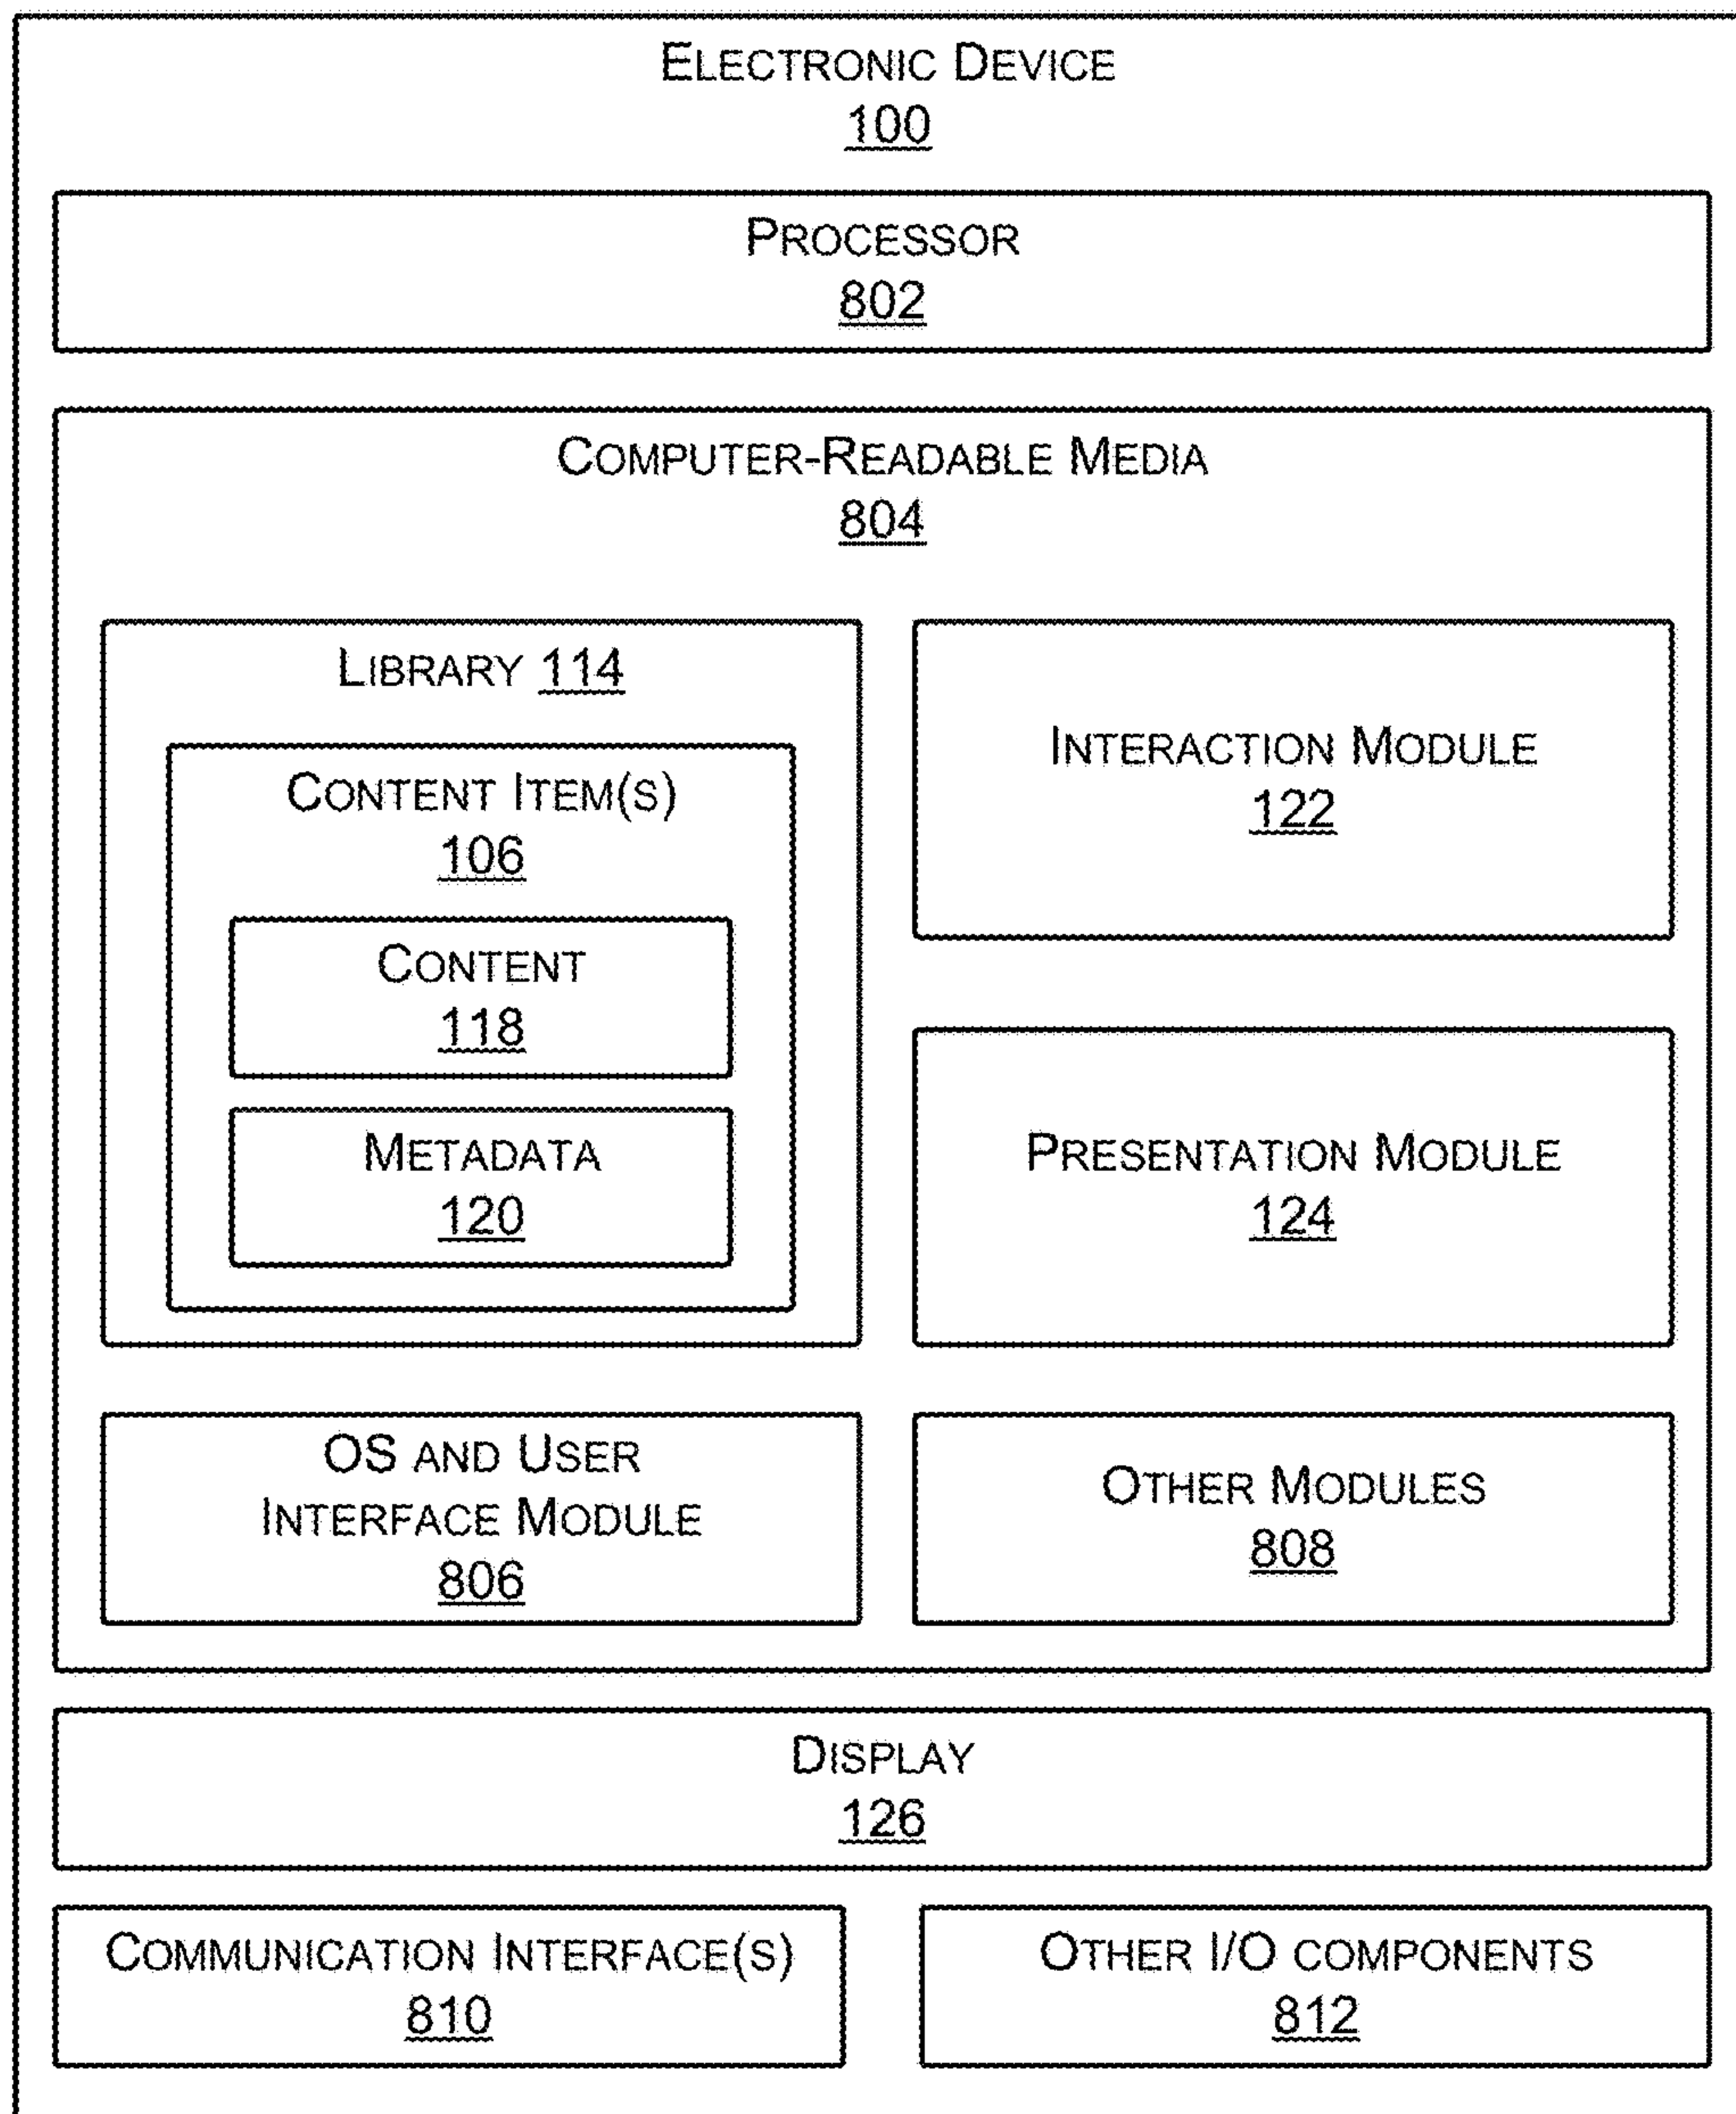 ELECTRONIC DEVICE
100
PROCESSOR
802
COMPUTER-READABLE MEDIA
804
LIBRARY 114
CONTENT ITEM(S)
106
CONTENT
118
METADATA
120
INTERACTION MODULE
122
PRESENTATION MODULE
124
OS AND USER
INTERFACE MODULE
806
OTHER MODULES
808
DISPLAY
126
COMMUNICATION INTERFACE(S)
810
OTHER I/O COMPONENTS
812